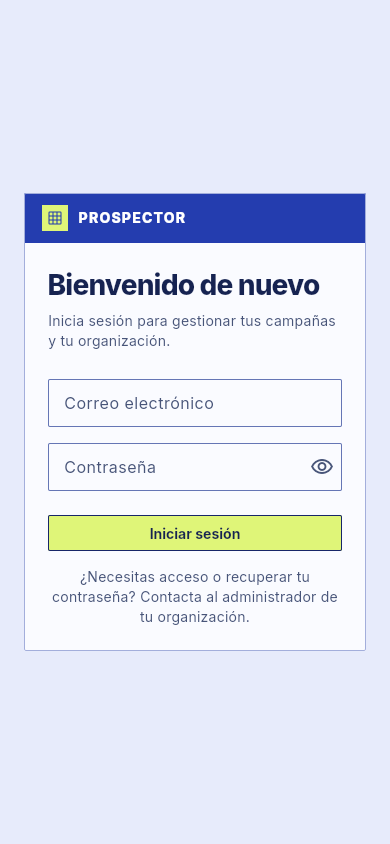 PROSPECTOR
Bienvenido de nuevo
Inicia sesión para gestionar tus campañas
y tu organización.
Correo electrónico
Contraseña
Iniciar sesión
¿Necesitas acceso o recuperar tu
contraseña? Contacta al administrador de
tu organización.